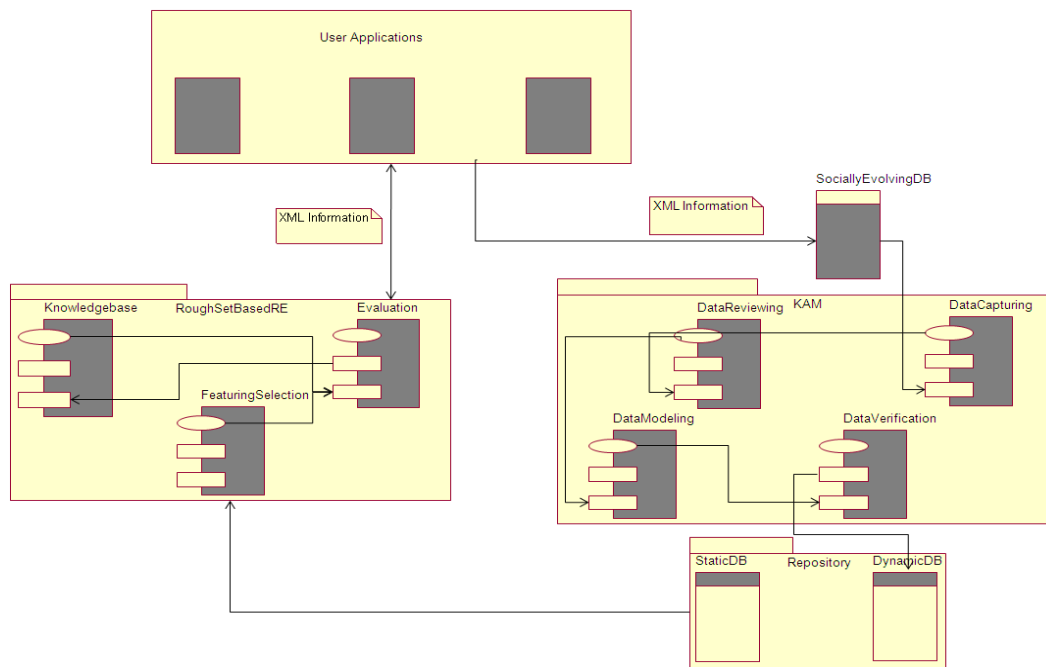 User Applications
SociallyEvolvingDB
XML Information
XML Information
Knowledgebase
RoughSetBasedRE
Evaluation
KAM
DataReviewing
DataCapturing
FeaturingSelection
DataModeling
DataVerification
StaticDB
Repository
DynamicDB